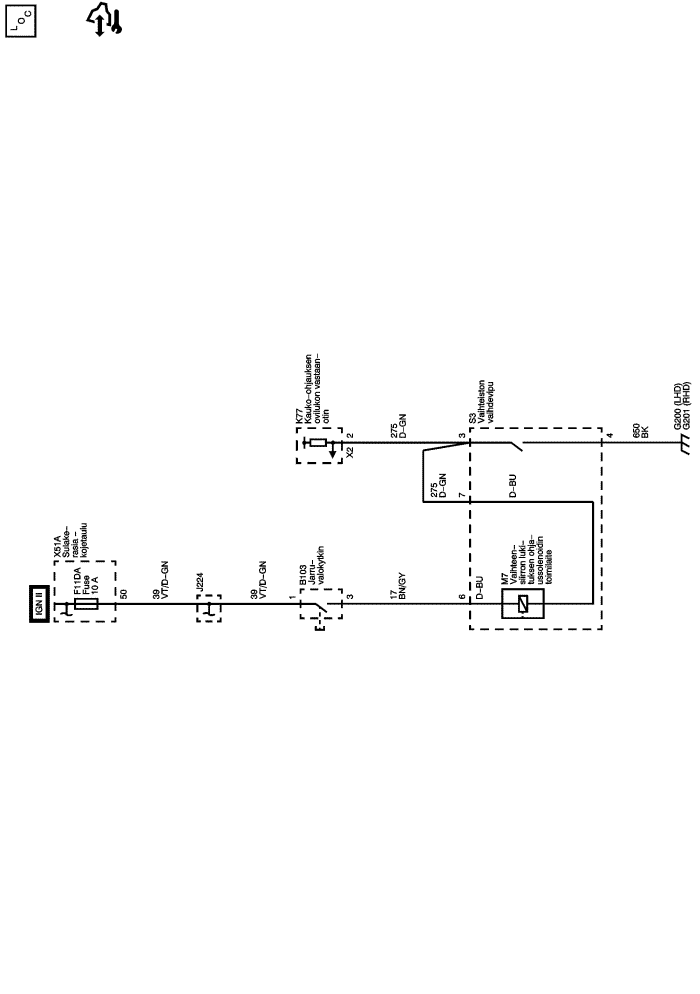 LOC
IGN II
X51A
Sulake–
rasia –
kojetaulu
F11DA
Fuse
10 A
50
39
VT/D–GN
J224
39
VT/D–GN
1
B103
Jarru–
valokytkin
3
17
BN/GY
6
D–BU
M7
Vaihteen–
siirron luki–
tuksen ohja–
ussolenoidin
toimilaite
275
D–GN
7
D–BU
K77
Kauko–ohjauksen
ovilukon vastaan–
otin
2
X2
275
D–GN
3
S3
Vaihteiston
vaihdevipu
4
650
BK
G200 (LHD)
G201 (RHD)